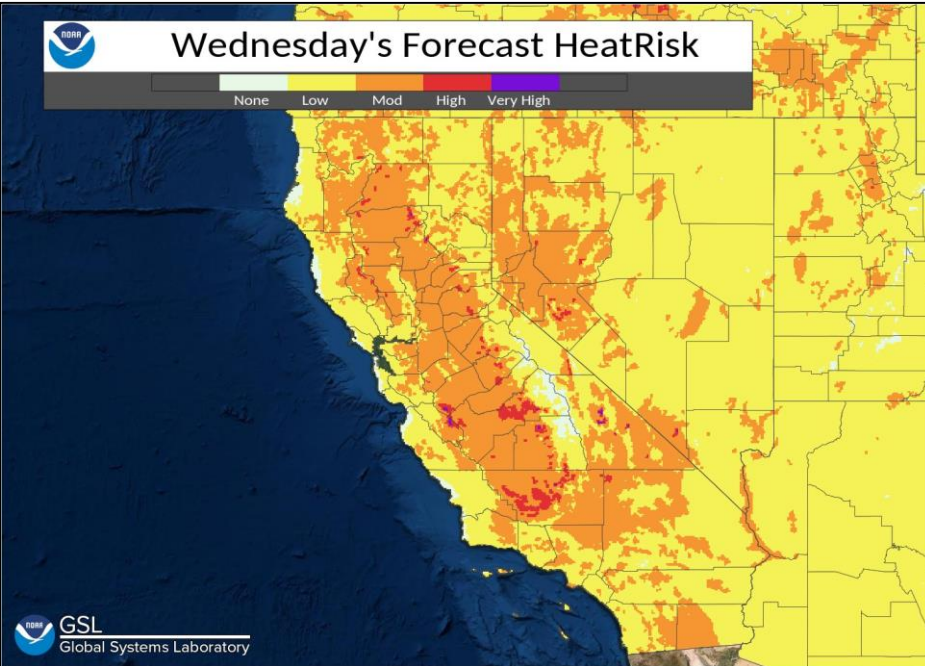 NOAA
Wednesday's Forecast HeatRisk
None Low Mod High Very High
NOAA
GSL
Global Systems Laboratory